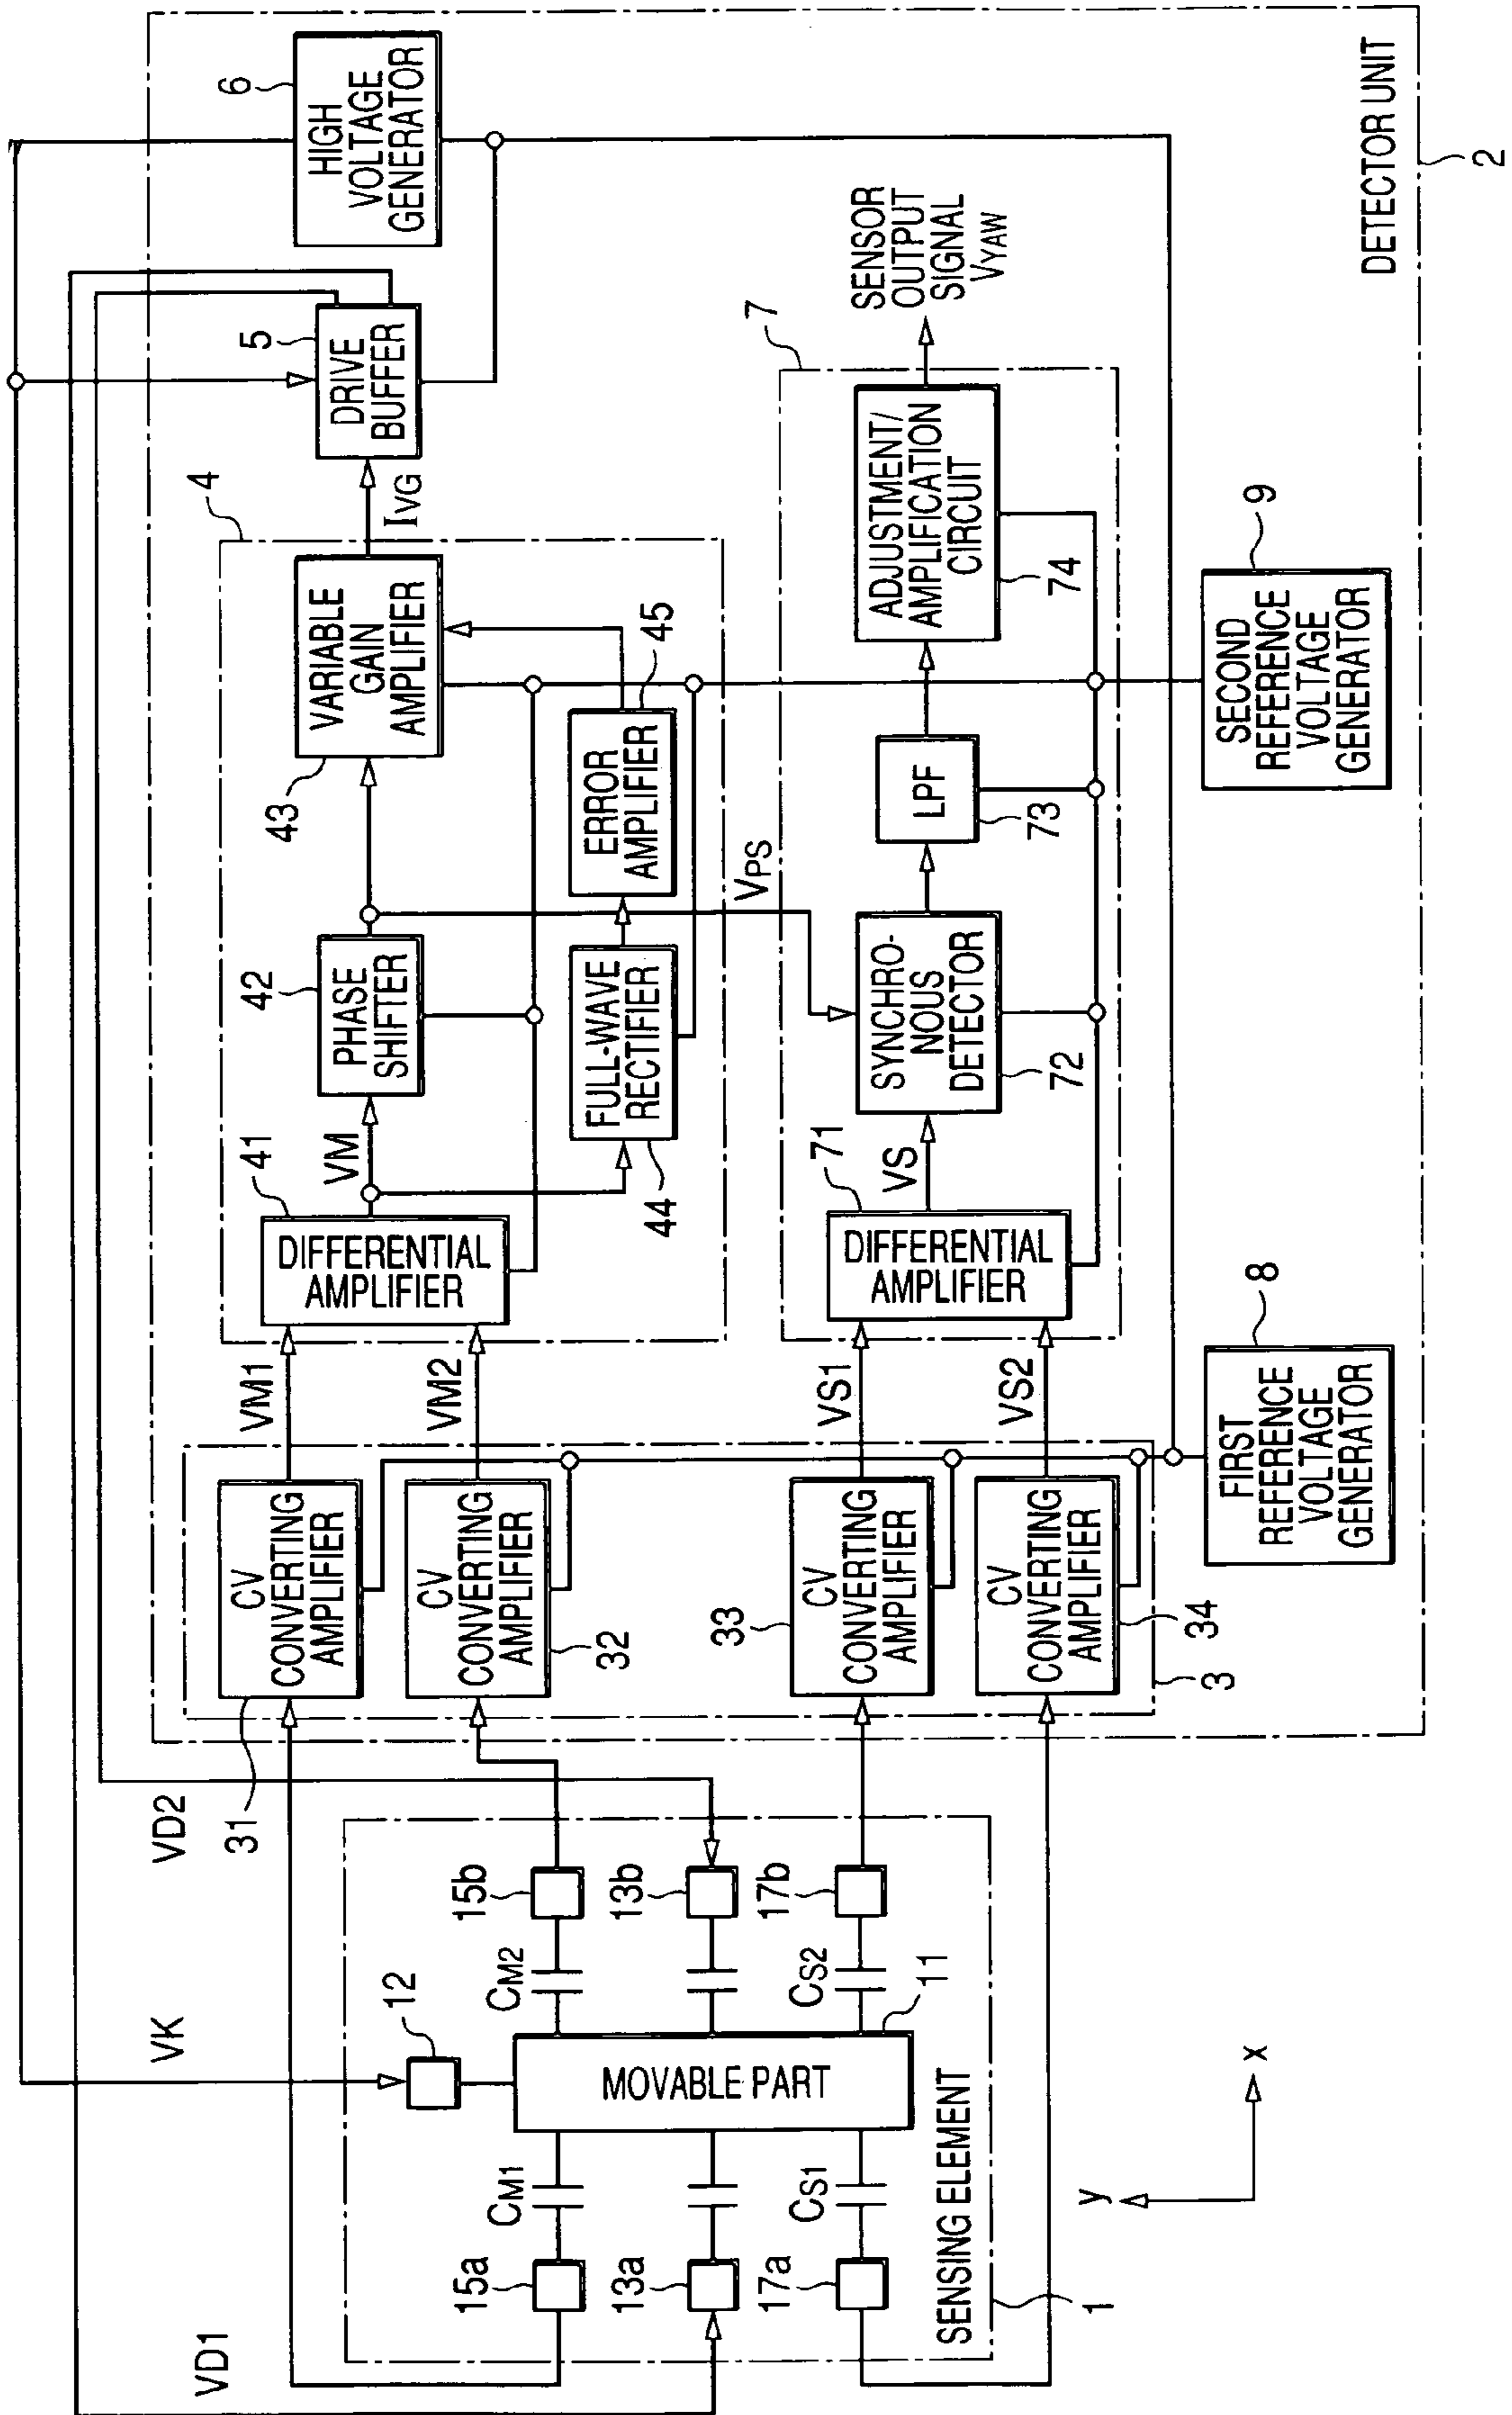 VD1
VK
VD2
15a
CM1
13a
17a
CS1
12
MOVABLE PART
11
CM2
15b
13b
CS2
17b
SENSING ELEMENT
1
y
x
31
CV
CONVERTING
AMPLIFIER
CV
CONVERTING
AMPLIFIER
32
33
CV
CONVERTING
AMPLIFIER
CV
CONVERTING
AMPLIFIER
34
3
VM1
VM2
VS1
VS2
FIRST
REFERENCE
VOLTAGE
GENERATOR
8
DIFFERENTIAL
AMPLIFIER
41
VM
PHASE
SHIFTER
42
43
VARIABLE
GAIN
AMPLIFIER
4
FULL-WAVE
RECTIFIER
44
ERROR
AMPLIFIER
45
IVG
5
DRIVE
BUFFER
6
HIGH
VOLTAGE
GENERATOR
VPS
DIFFERENTIAL
AMPLIFIER
71
VS
SYNCHRO-
NOUS
DETECTOR
72
LPF
73
ADJUSTMENT/
AMPLIFICATION
CIRCUIT
74
7
SENSOR
OUTPUT
SIGNAL
VYAW
SECOND
REFERENCE
VOLTAGE
GENERATOR
9
DETECTOR UNIT
2